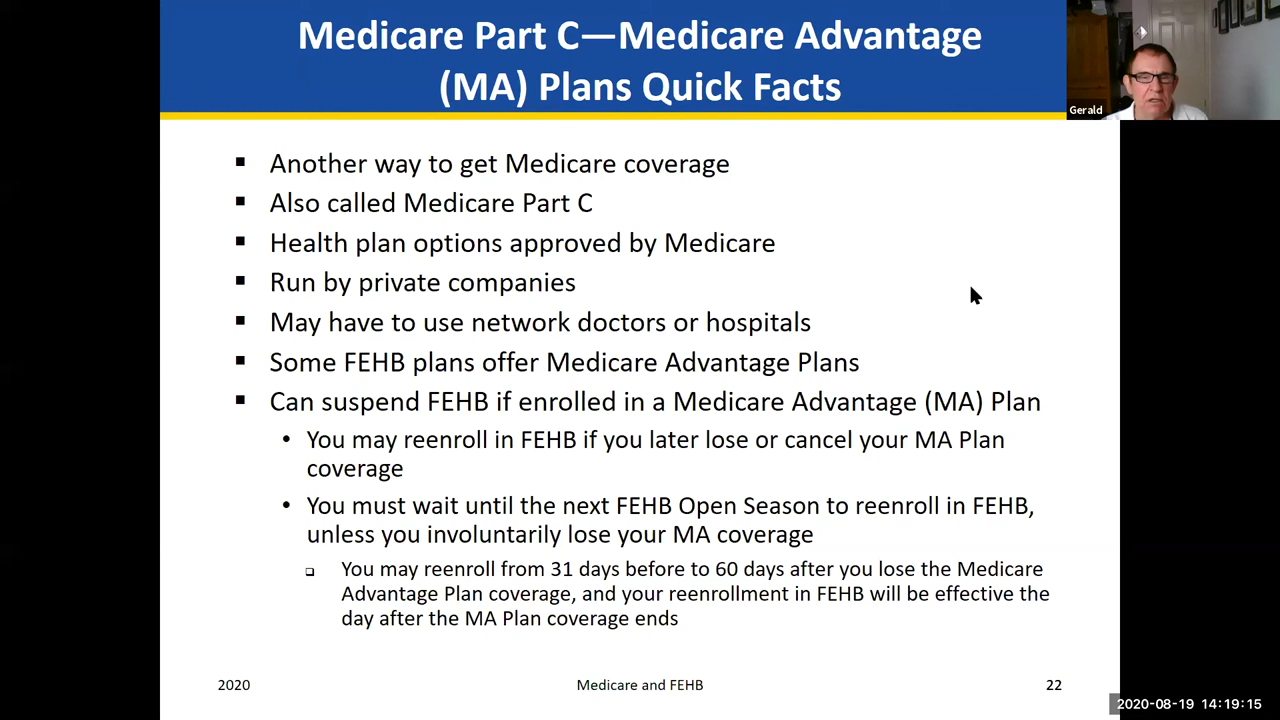 Medicare Part C—Medicare Advantage
(MA) Plans Quick Facts
Gerald
▪ Another way to get Medicare coverage
▪ Also called Medicare Part C
▪ Health plan options approved by Medicare
▪ Run by private companies
▪ May have to use network doctors or hospitals
▪ Some FEHB plans offer Medicare Advantage Plans
▪ Can suspend FEHB if enrolled in a Medicare Advantage (MA) Plan
• You may reenroll in FEHB if you later lose or cancel your MA Plan
coverage
• You must wait until the next FEHB Open Season to reenroll in FEHB,
unless you involuntarily lose your MA coverage
❑ You may reenroll from 31 days before to 60 days after you lose the Medicare
Advantage Plan coverage, and your reenrollment in FEHB will be effective the
day after the MA Plan coverage ends
2020 Medicare and FEHB 22
2020-08-19 14:19:15